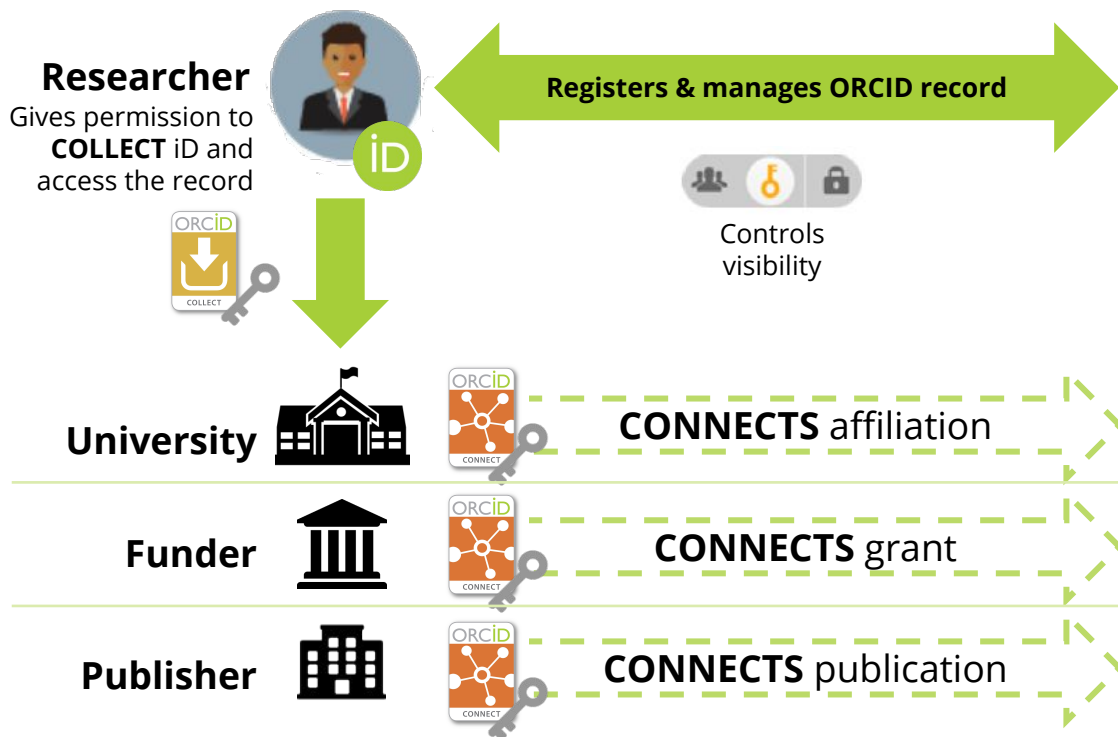 Researcher
Gives permission to
COLLECT iD and
access the record
iD
Registers & manages ORCID record
Controls
visibility
ORCiD
COLLECT
University
ORCiD
CONNECT
CONNECTS affiliation
Funder
ORCiD
CONNECT
CONNECTS grant
Publisher
ORCiD
CONNECT
CONNECTS publication